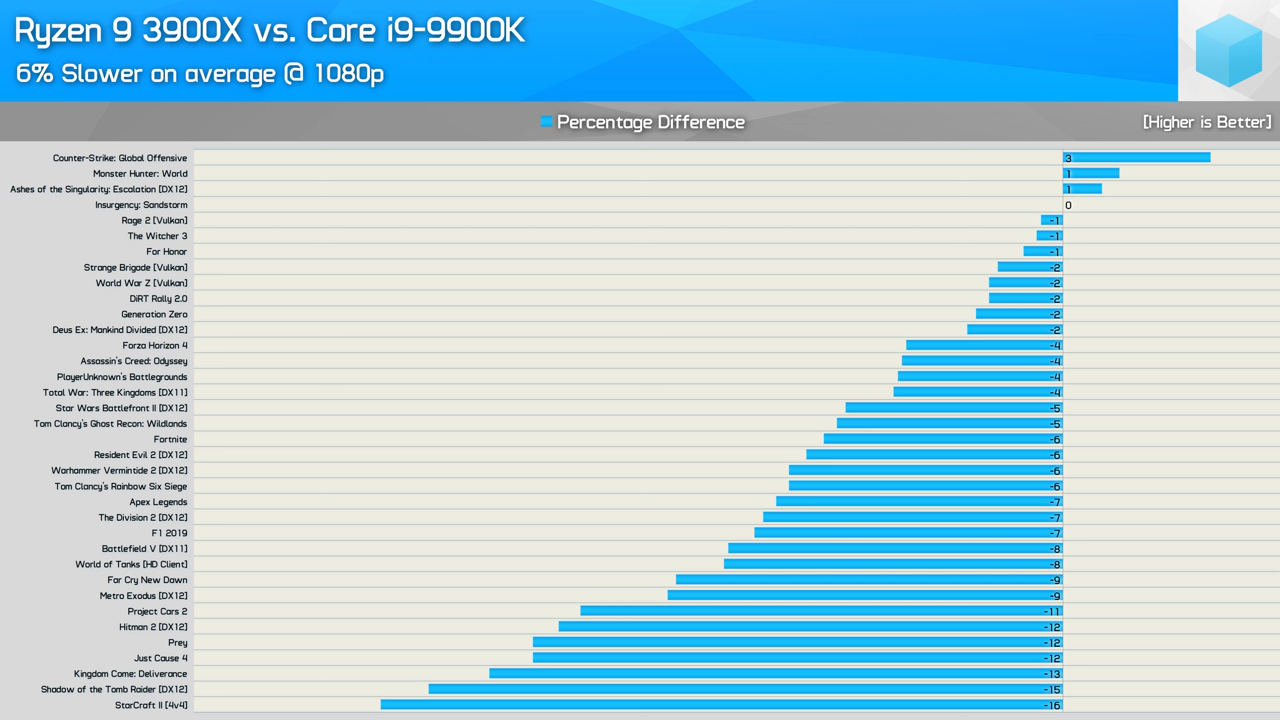 Ryzen 9 3900X vs. Core i9-9900K
6% Slower on average @ 1080p
Percentage Difference [Higher is Better]
Counter-Strike: Global Offensive 3
Monster Hunter: World 1
Ashes of the Singularity: Escalation [DX12] 1
Insurgency: Sandstorm 0
Rage 2 [Vulkan] -1
The Witcher 3 -1
For Honor -1
Strange Brigade [Vulkan] -2
World War Z [Vulkan] -2
DiRT Rally 2.0 -2
Generation Zero -2
Deus Ex: Mankind Divided [DX12] -2
Forza Horizon 4 -4
Assassin's Creed: Odyssey -4
PlayerUnknown's Battlegrounds -4
Total War: Three Kingdoms [DX11] -4
Star Wars Battlefront II [DX12] -5
Tom Clancy's Ghost Recon: Wildlands -5
Fortnite -6
Resident Evil 2 [DX12] -6
Warhammer Vermintide 2 [DX12] -6
Tom Clancy's Rainbow Six Siege -6
Apex Legends -7
The Division 2 [DX12] -7
F1 2019 -7
Battlefield V [DX11] -8
World of Tanks [HD Client] -8
Far Cry New Dawn -9
Metro Exodus [DX12] -9
Project Cars 2 -11
Hitman 2 [DX12] -12
Prey -12
Just Cause 4 -12
Kingdom Come: Deliverance -13
Shadow of the Tomb Raider [DX12] -15
StarCraft II [4v4] -16